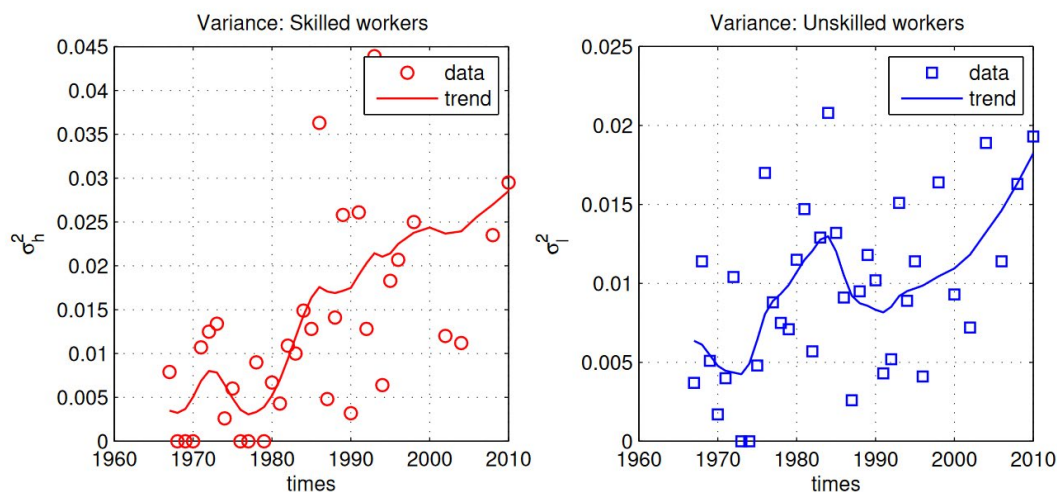 Variance: Skilled workers
0.045
0.04
0.035
0.03
0.025
0.02
0.015
0.01
0.005
0
σ²h
data
trend
1960 1970 1980 1990 2000 2010
times
Variance: Unskilled workers
0.025
0.02
0.015
0.01
0.005
0
σ²l
data
trend
1960 1970 1980 1990 2000 2010
times